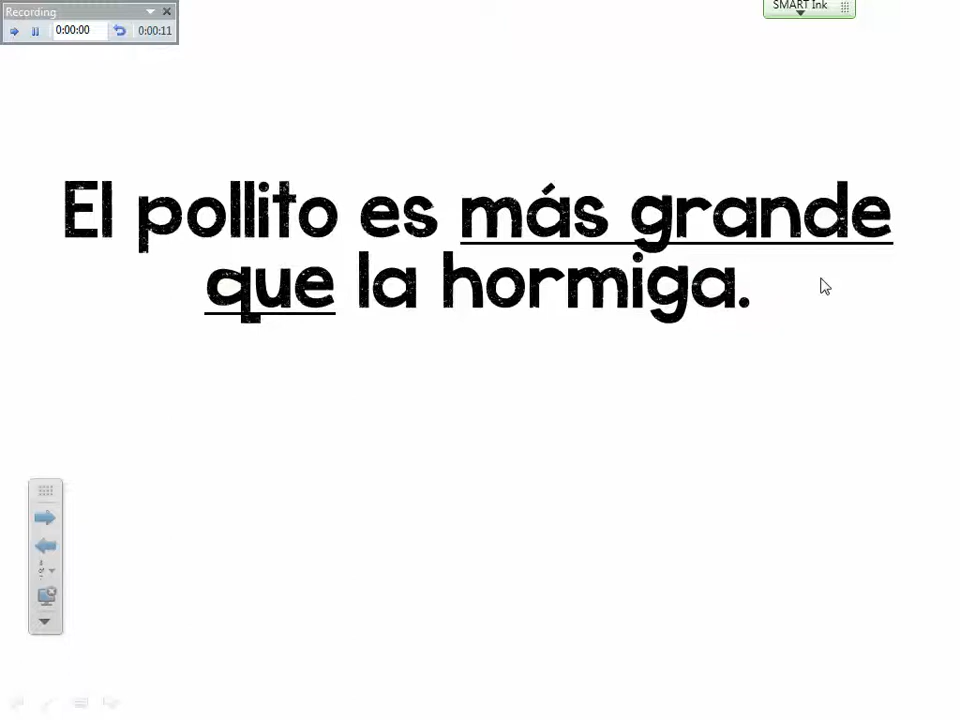 Recording
0:00:00 0:00:11
SMART Ink
El pollito es más grande
que la hormiga.